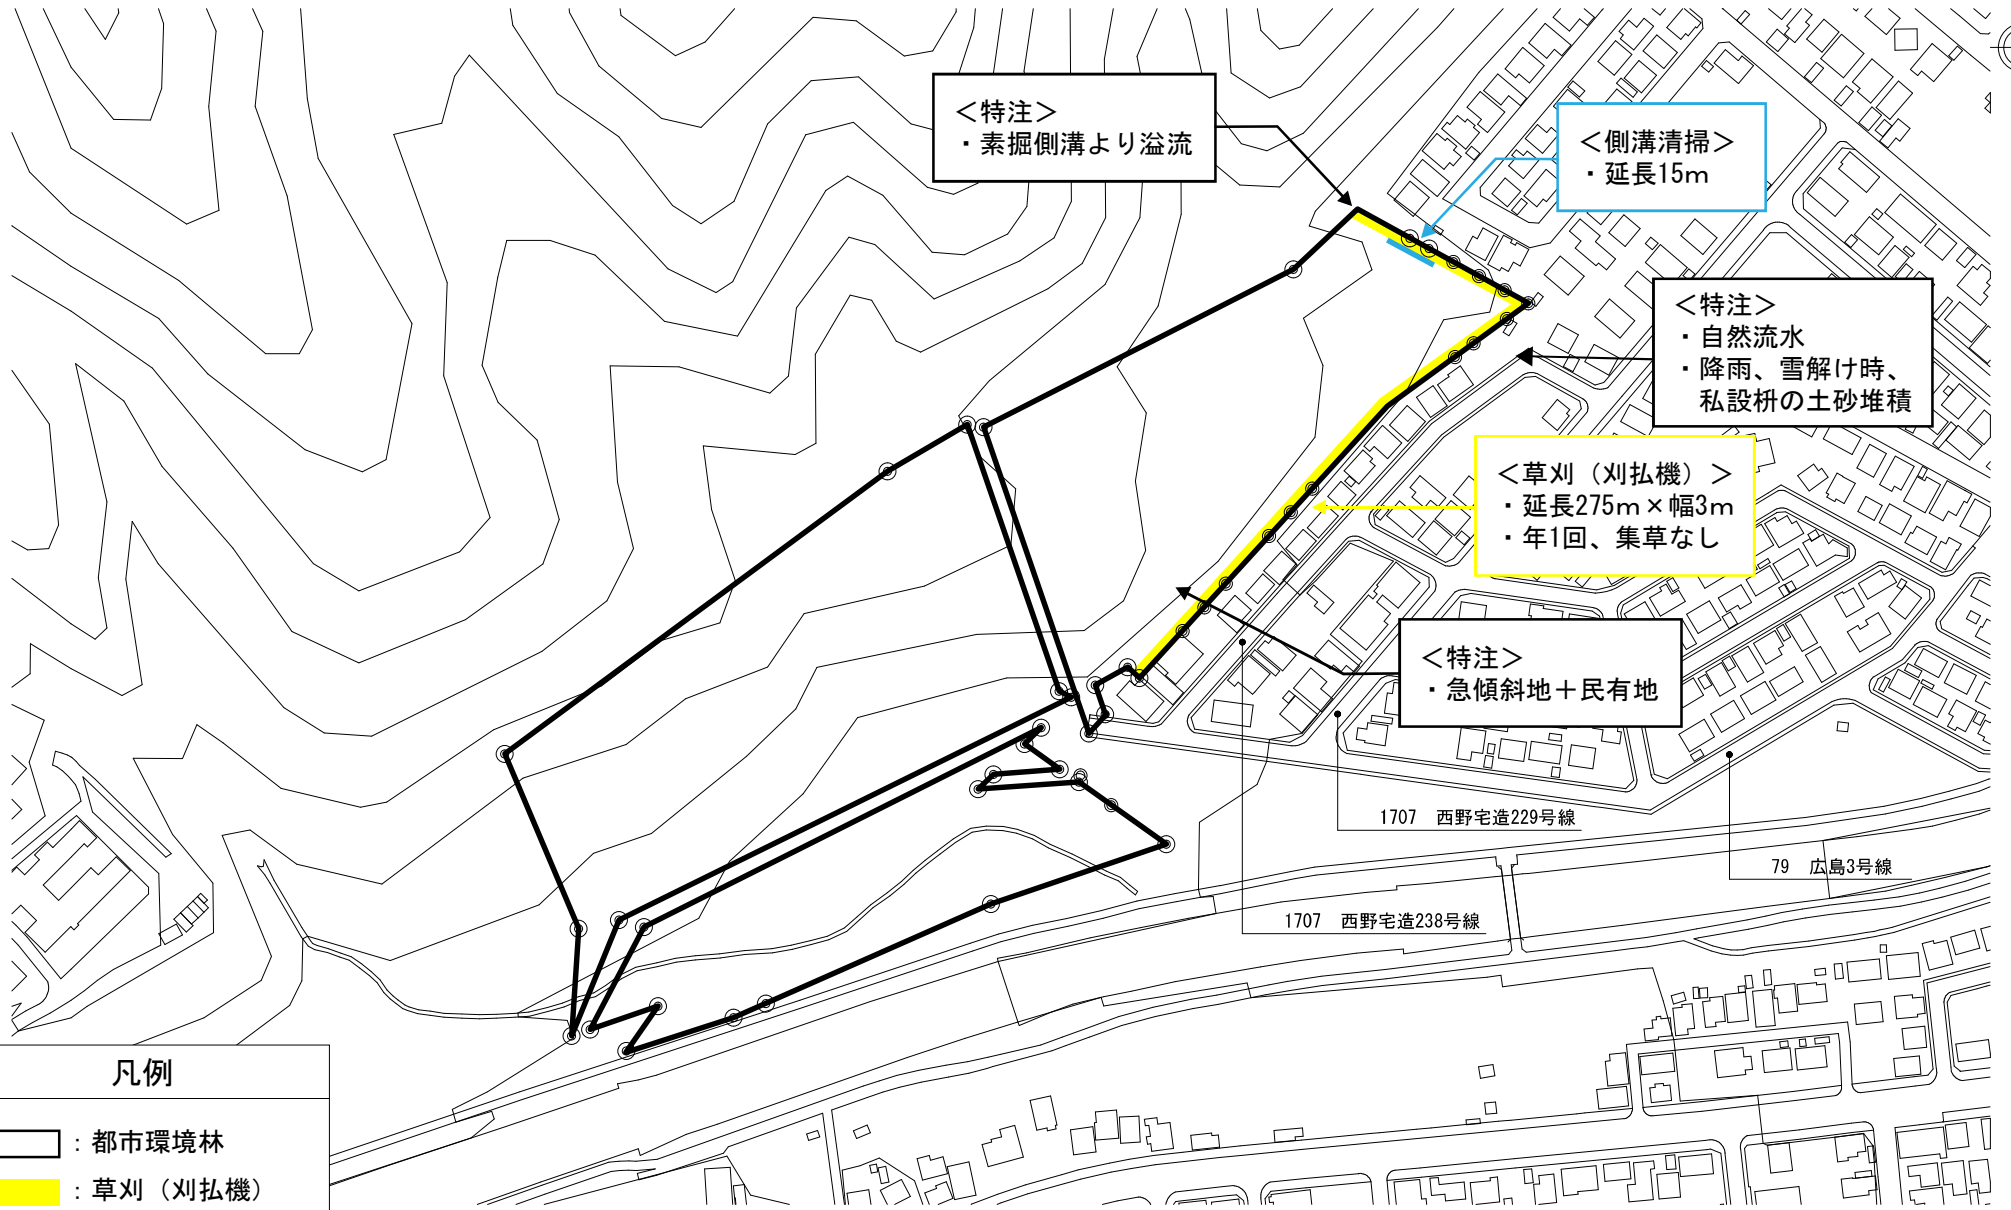 ＜特注＞
・素掘側溝より溢流
＜側溝清掃＞
・延長15ｍ
＜特注＞
・自然流水
・降雨、雪解け時、
私設枡の土砂堆積
＜草刈（刈払機）＞
・延長275ｍ×幅3ｍ
・年1回、集草なし
＜特注＞
・急傾斜地＋民有地
1707　西野宅造229号線
79　広島3号線
1707　西野宅造238号線
凡例
：都市環境林
：草刈（刈払機）